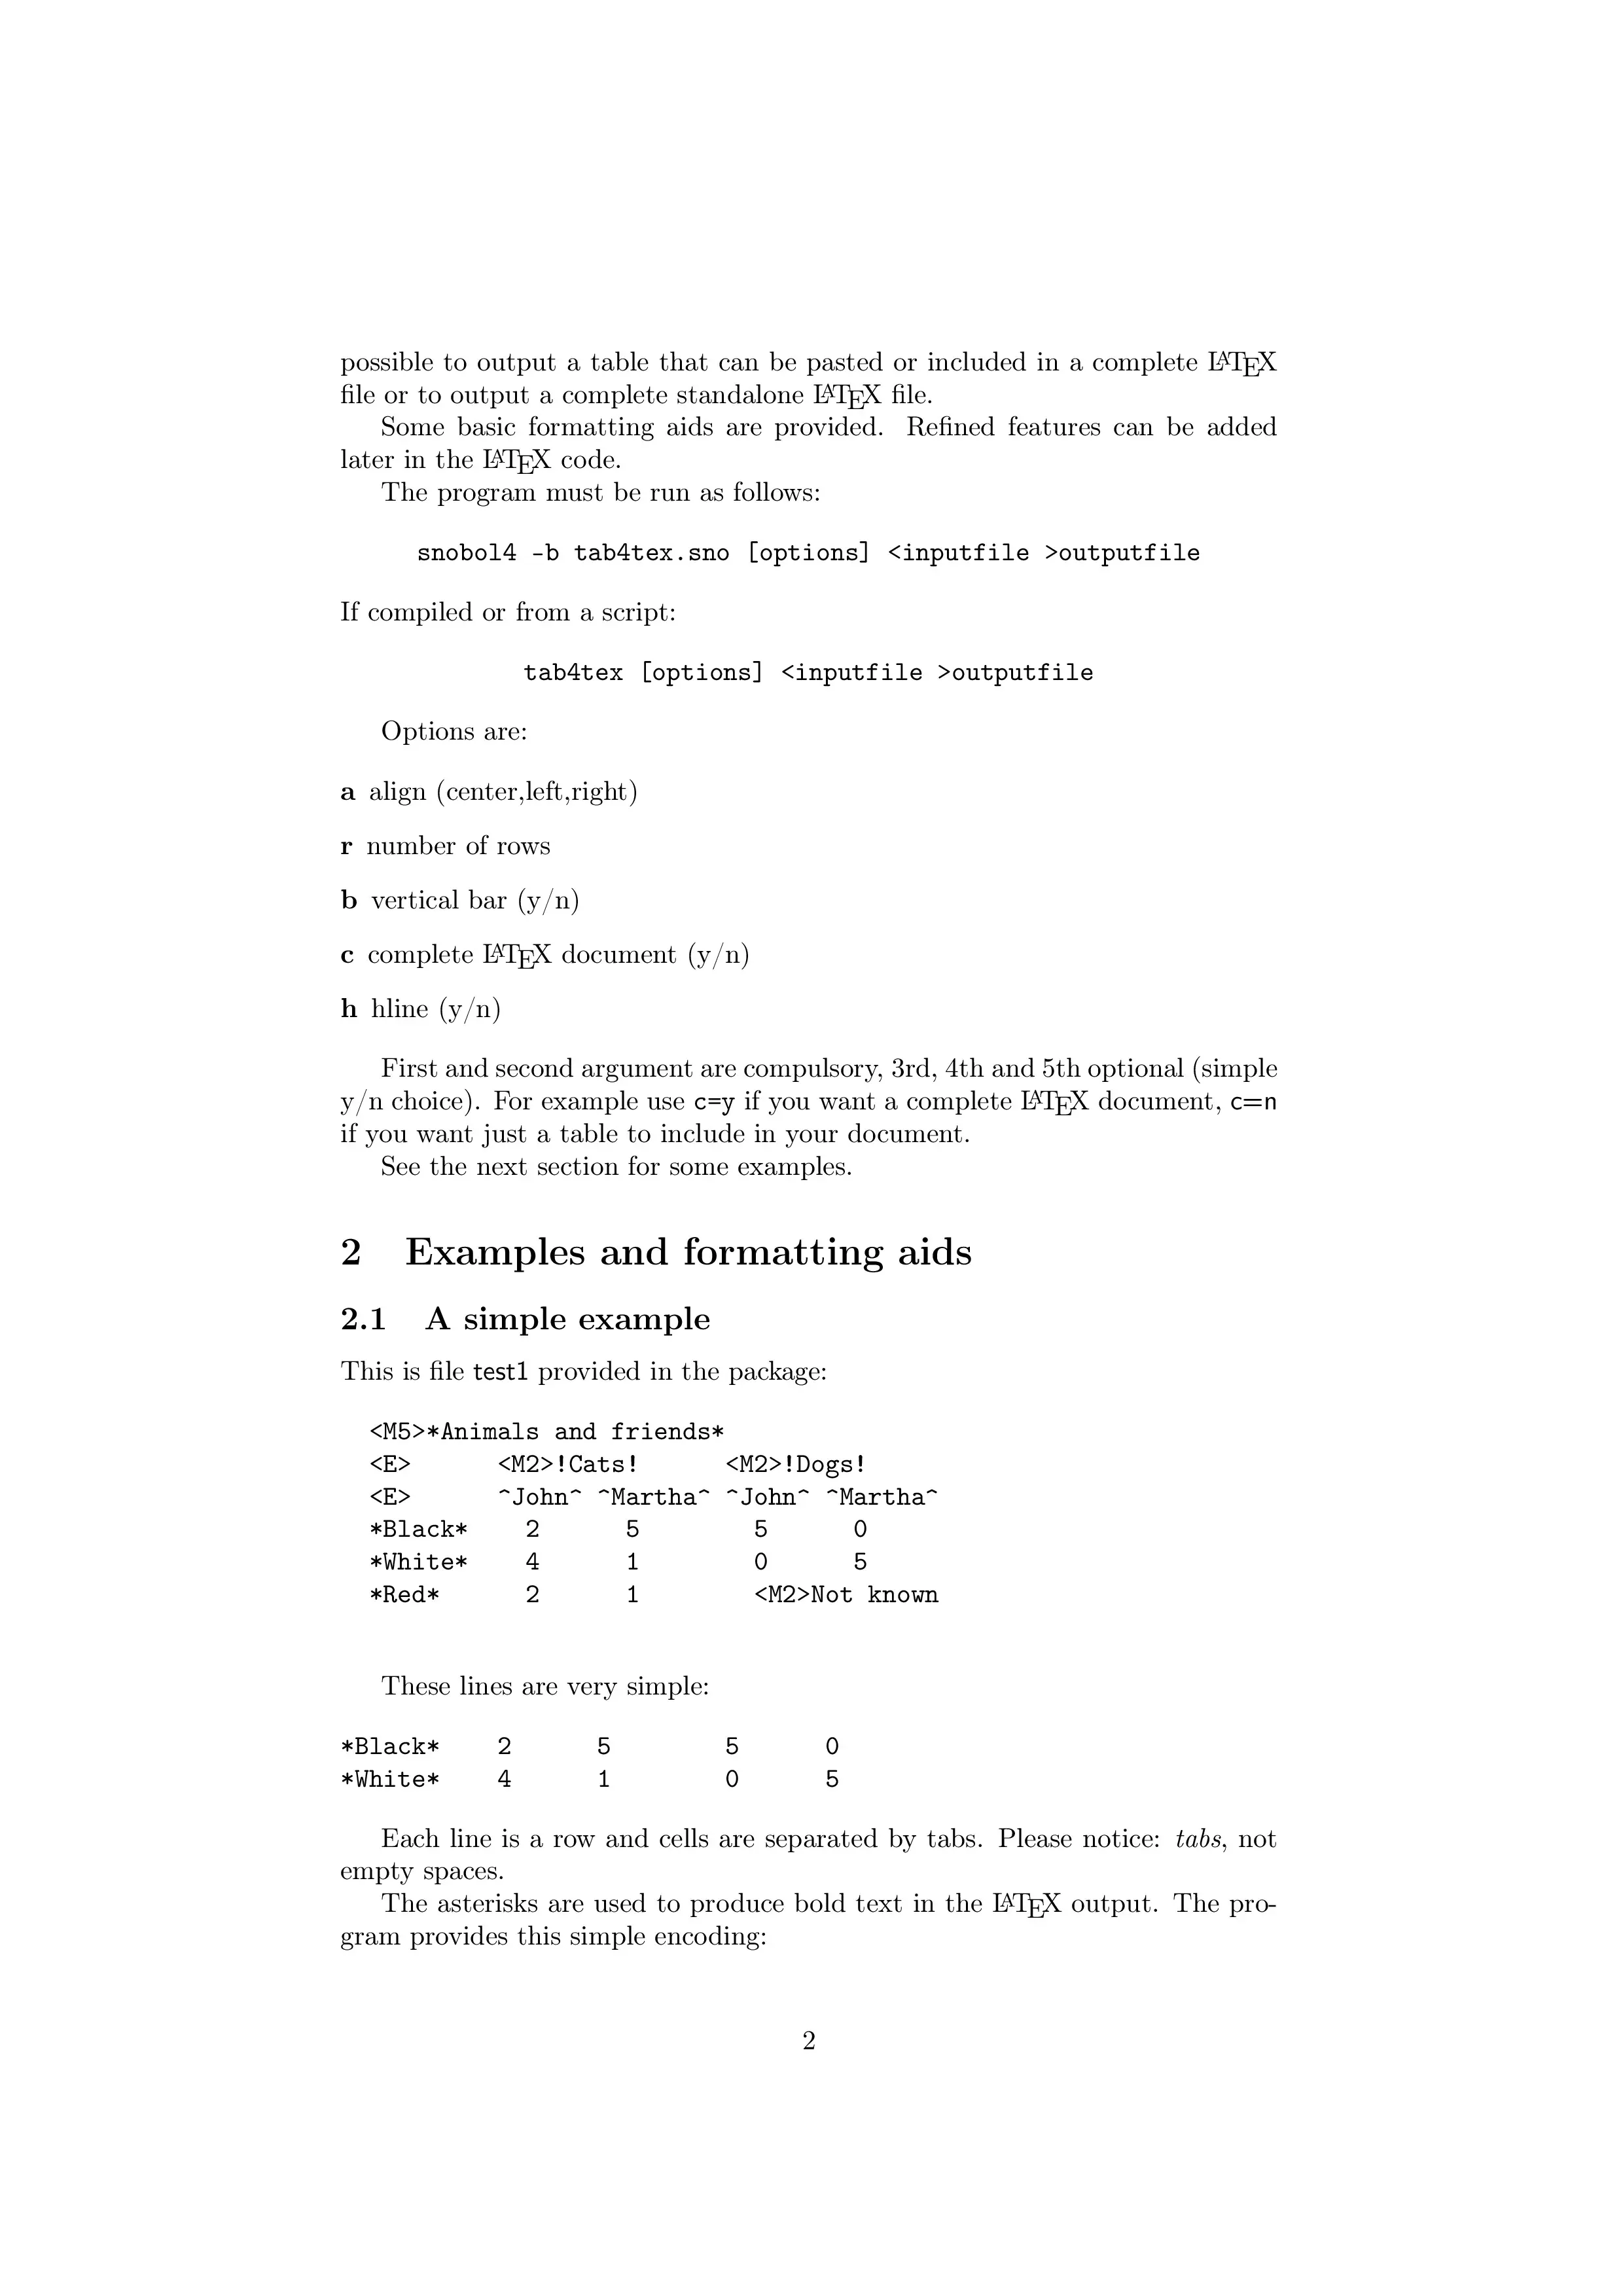 possible to output a table that can be pasted or included in a complete LATEX
file or to output a complete standalone LATEX file.
Some basic formatting aids are provided. Refined features can be added
later in the LATEX code.
The program must be run as follows:
snobol4 -b tab4tex.sno [options] <inputfile >outputfile
If compiled or from a script:
tab4tex [options] <inputfile >outputfile
Options are:
a align (center,left,right)
r number of rows
b vertical bar (y/n)
c complete LATEX document (y/n)
h hline (y/n)
First and second argument are compulsory, 3rd, 4th and 5th optional (simple
y/n choice). For example use c=y if you want a complete LATEX document, c=n
if you want just a table to include in your document.
See the next section for some examples.
2 Examples and formatting aids
2.1 A simple example
This is file test1 provided in the package:
<M5>*Animals and friends*
<E>      <M2>!Cats!      <M2>!Dogs!
<E>      ^John^ ^Martha^ ^John^ ^Martha^
*Black*    2      5        5      0
*White*    4      1        0      5
*Red*      2      1        <M2>Not known
These lines are very simple:
*Black*    2      5        5      0
*White*    4      1        0      5
Each line is a row and cells are separated by tabs. Please notice: tabs, not
empty spaces.
The asterisks are used to produce bold text in the LATEX output. The pro-
gram provides this simple encoding:
2